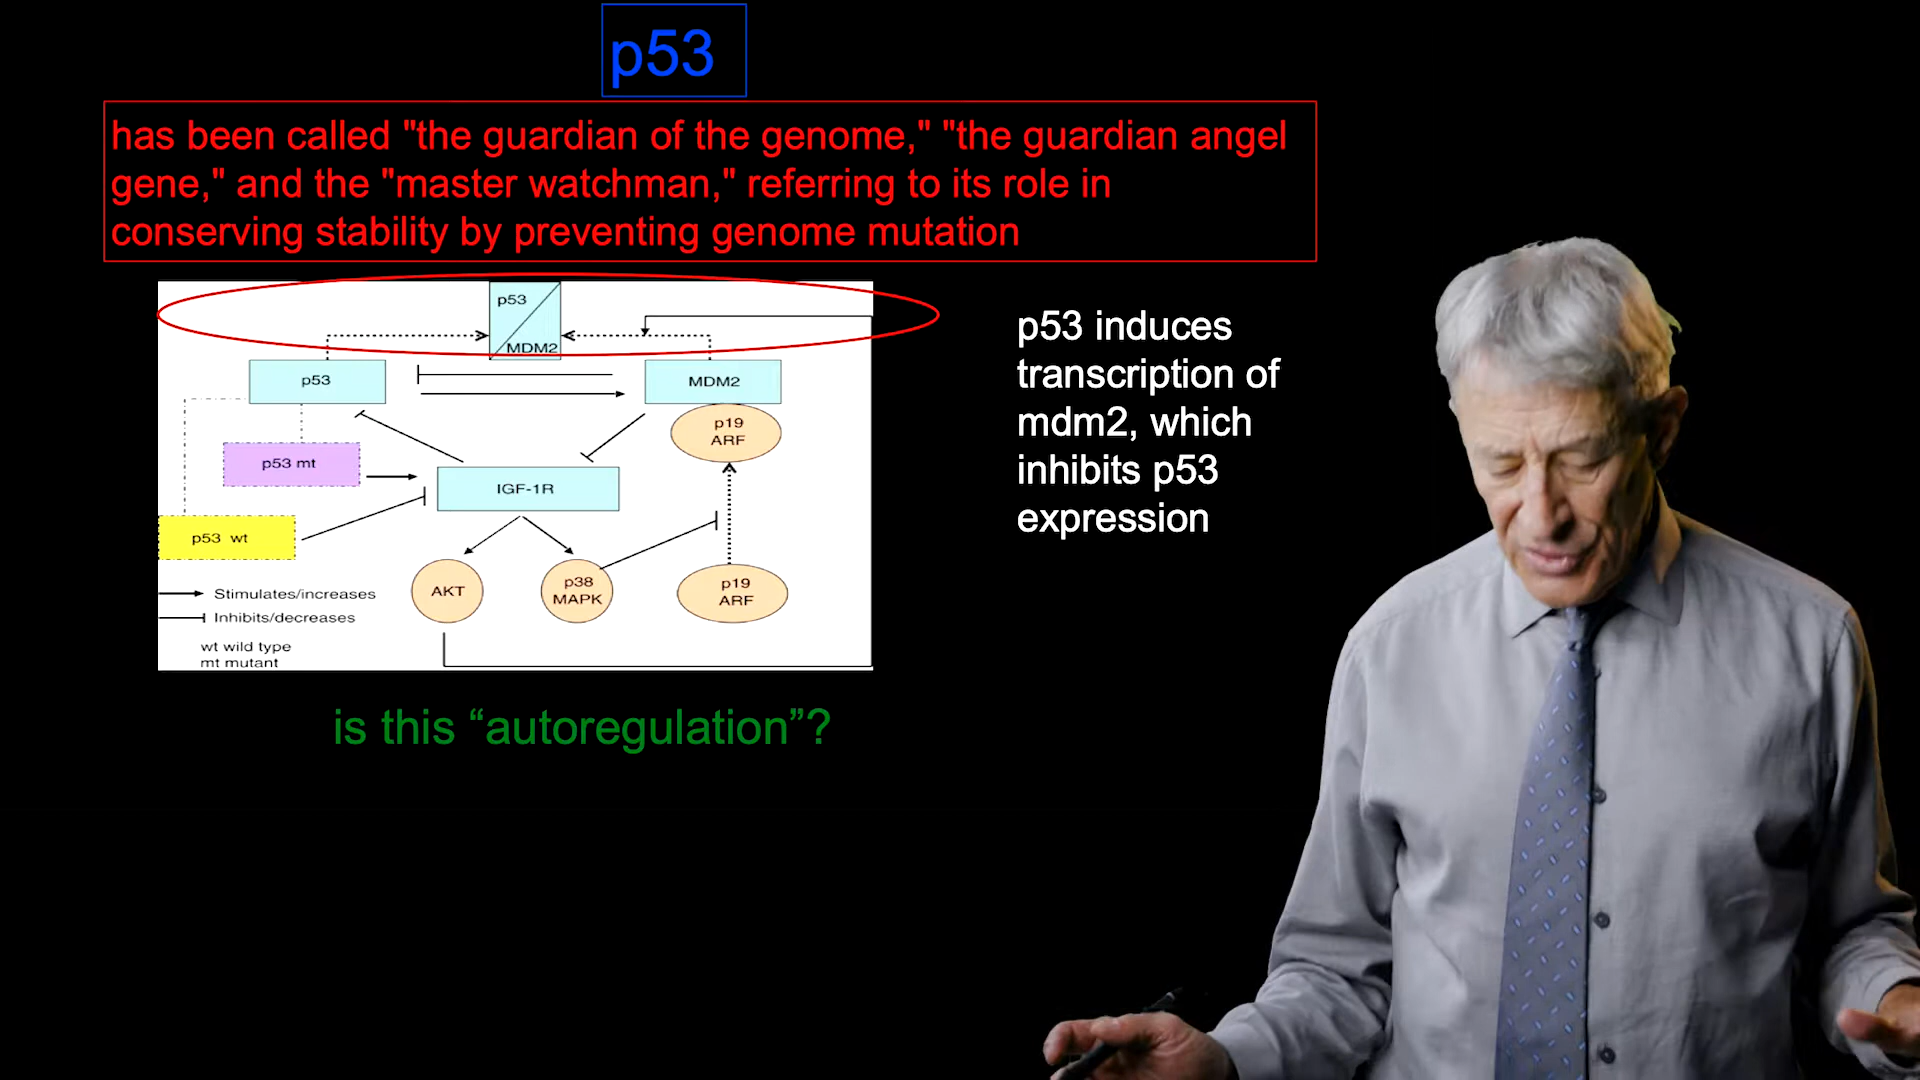 p53
has been called "the guardian of the genome," "the guardian angel
gene," and the "master watchman," referring to its role in
conserving stability by preventing genome mutation
p53
MDM2
p53
MDM2
p19
ARF
p53 mt
IGF-1R
p53 wt
AKT
p38
MAPK
p19
ARF
Stimulates/increases
Inhibits/decreases
wt wild type
mt mutant
p53 induces
transcription of
mdm2, which
inhibits p53
expression
is this “autoregulation”?